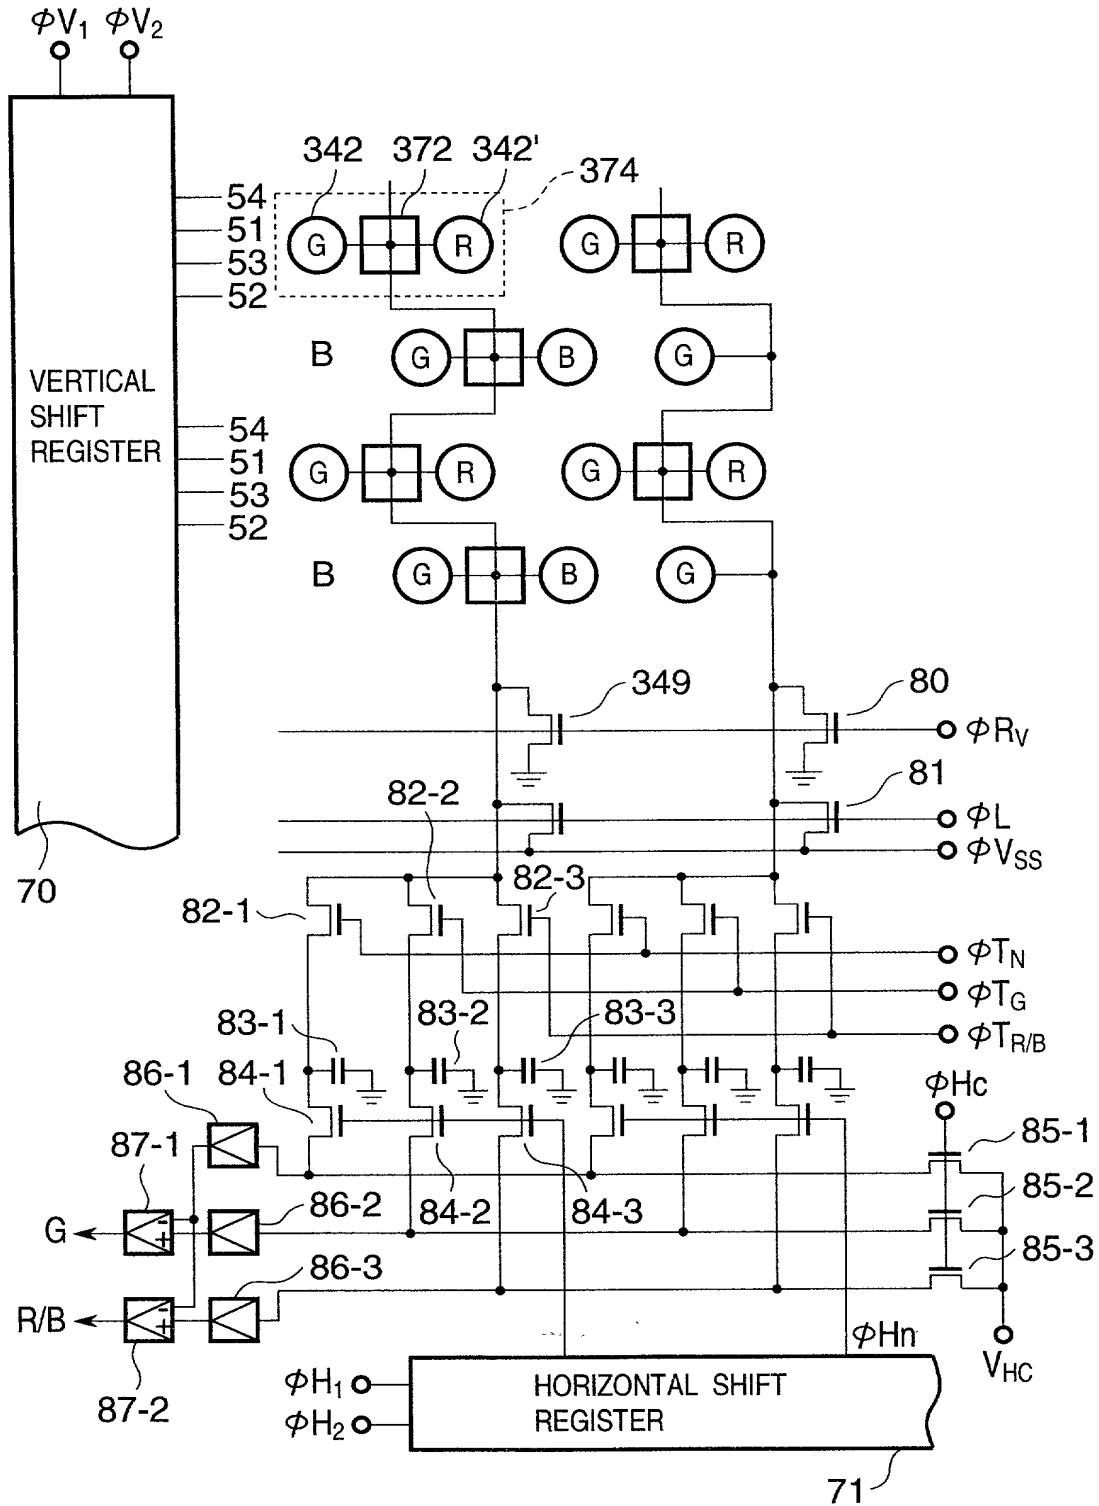 ϕV1 ϕV2
342 372 342' 374
54
51
53
52
G R G R
B G B G
VERTICAL
SHIFT
REGISTER
54
51
53
52
G R G R
B G B G
349 80
ϕRV
81
82-2
ϕL
ϕVSS
70
82-1 82-3
ϕTN
ϕTG
83-1 83-2 83-3
ϕTR/B
86-1 84-1
ϕHC
87-1
85-1
- +
G
86-2 84-2 84-3
85-2
86-3
85-3
R/B
- +
87-2
ϕHn
VHC
ϕH1
ϕH2
HORIZONTAL SHIFT
REGISTER
71